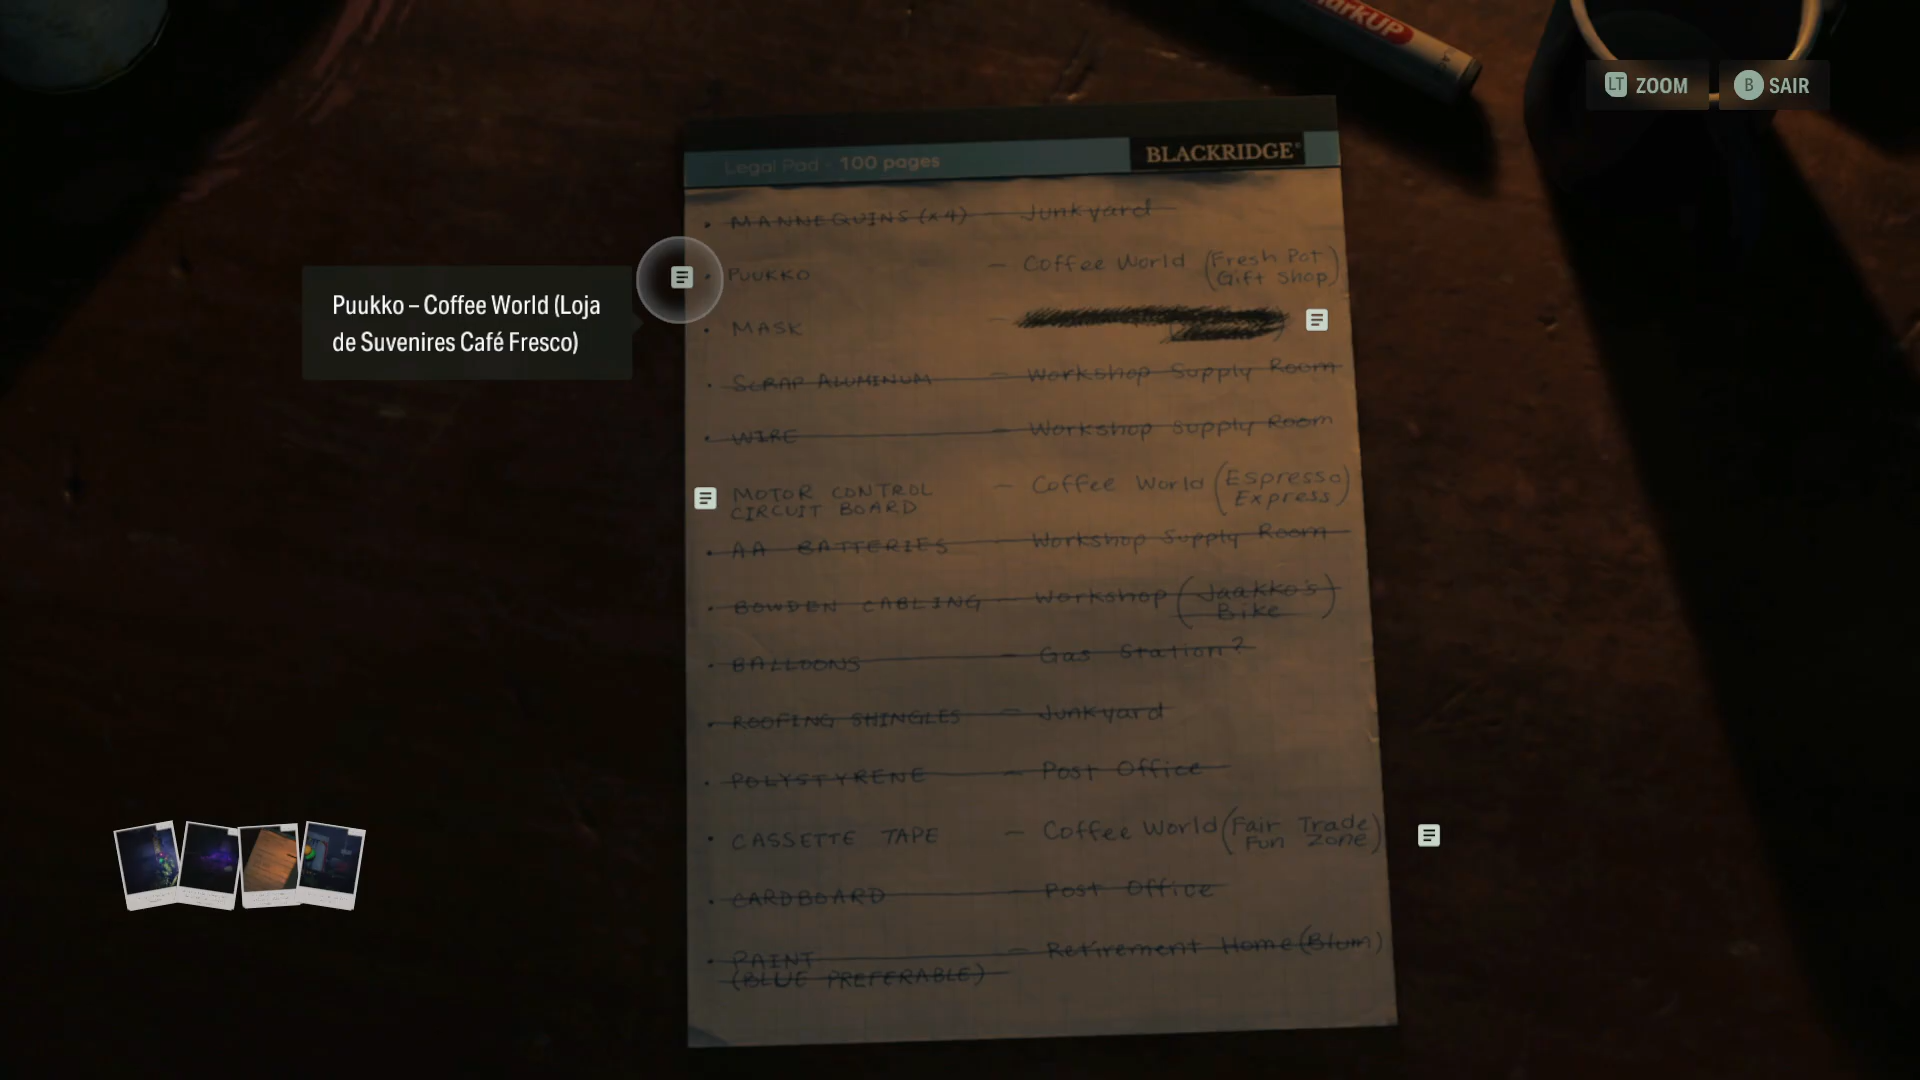 arkUP
LT ZOOM
B SAIR
Legal Pad - 100 pages
BLACKRIDGE
• MANNEQUINS (x4) — Junkyard
• PUUKKO — Coffee World (Fresh Pot
Gift Shop)
Puukko – Coffee World (Loja
de Suvenires Café Fresco)
• MASK —
• SCRAP ALUMINUM — Workshop Supply Room
• WIRE — Workshop Supply Room
MOTOR CONTROL — Coffee World (Espresso
CIRCUIT BOARD Express)
• AA BATTERIES — Workshop Supply Room
• BOWDEN CABLING — Workshop (Jaakko's
Bike)
• BALLOONS — Gas Station?
• ROOFING SHINGLES — Junkyard
• POLYSTYRENE — Post Office
• CASSETTE TAPE — Coffee World (Fair Trade
Fun Zone)
• CARDBOARD — Post Office
• PAINT — Retirement Home (Blum)
(BLUE PREFERABLE)